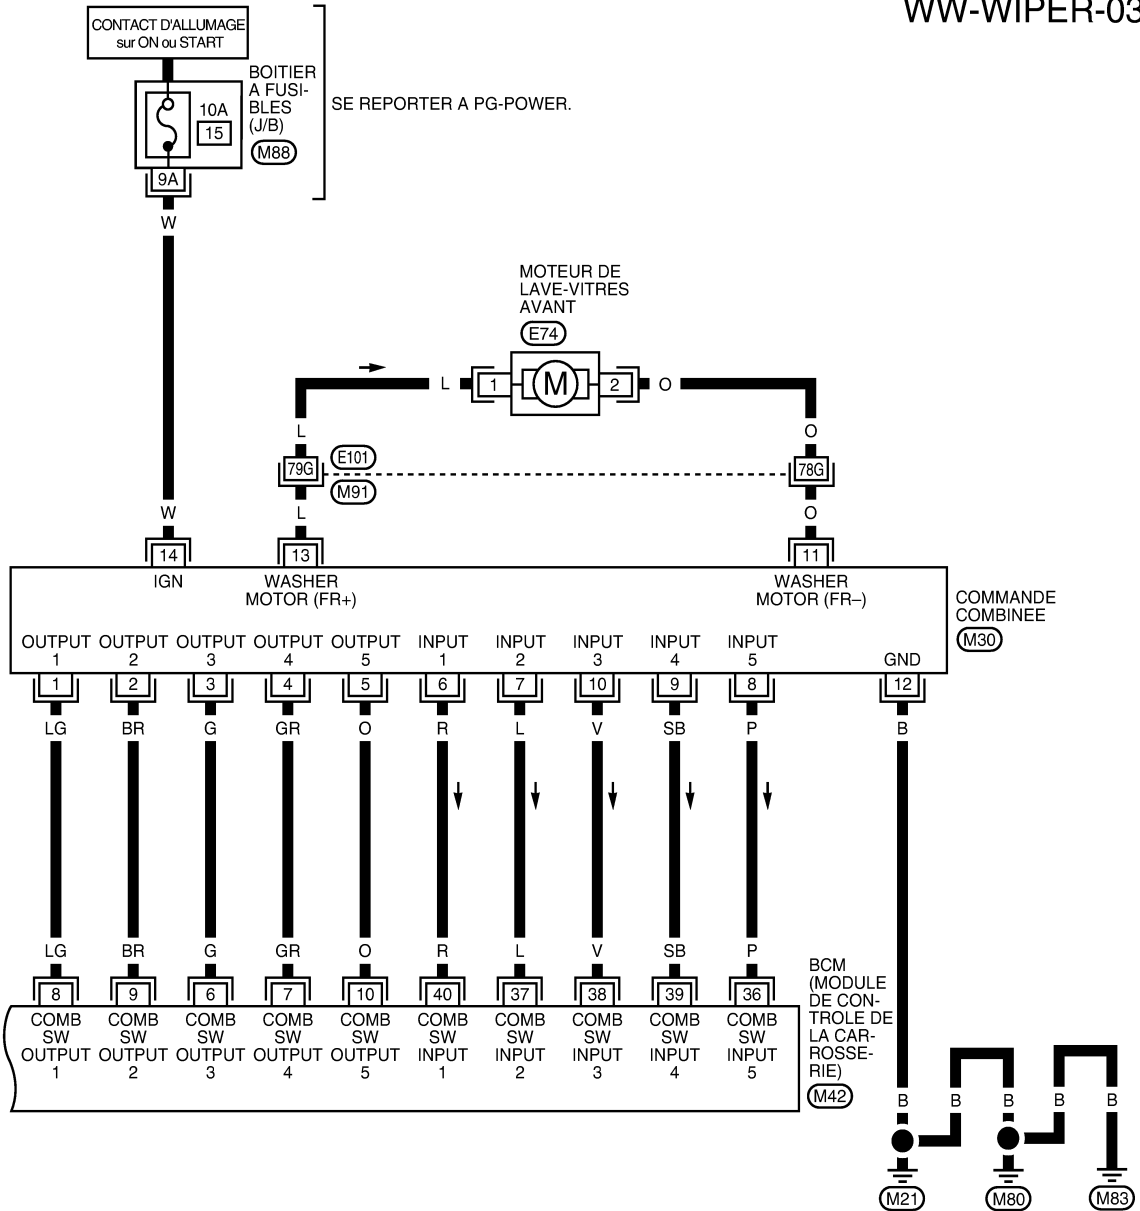 WW-WIPER-03
CONTACT D'ALLUMAGE
sur ON ou START
BOITIER
A FUSI-
BLES
(J/B)
M88
10A
15
9A
SE REPORTER A PG-POWER.
W
MOTEUR DE
LAVE-VITRES
AVANT
E74
L 1 M 2 O
L O
79G E101 78G
M91
W L O
14 13 11
IGN WASHER WASHER
MOTOR (FR+) MOTOR (FR–)
COMMANDE
COMBINEE
M30
OUTPUT OUTPUT OUTPUT OUTPUT OUTPUT INPUT INPUT INPUT INPUT INPUT
1 2 3 4 5 1 2 3 4 5 GND
1 2 3 4 5 6 7 10 9 8 12
LG BR G GR O R L V SB P B
LG BR G GR O R L V SB P
8 9 6 7 10 40 37 38 39 36
COMB COMB COMB COMB COMB COMB COMB COMB COMB COMB
SW SW SW SW SW SW SW SW SW SW
OUTPUT OUTPUT OUTPUT OUTPUT OUTPUT INPUT INPUT INPUT INPUT INPUT
1 2 3 4 5 1 2 3 4 5
BCM
(MODULE
DE CON-
TROLE DE
LA CAR-
ROSSE-
RIE)
M42
B B B B B
M21 M80 M83